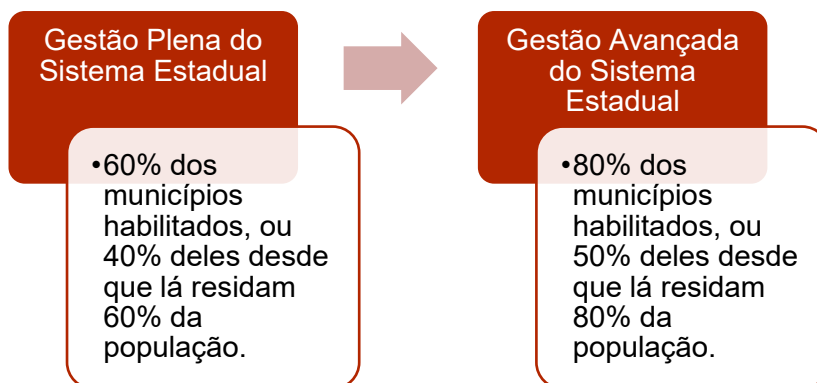 Gestão Plena do
Sistema Estadual
•60% dos
municípios
habilitados, ou
40% deles desde
que lá residam
60% da
população.
Gestão Avançada
do Sistema
Estadual
•80% dos
municípios
habilitados, ou
50% deles desde
que lá residam
80% da
população.